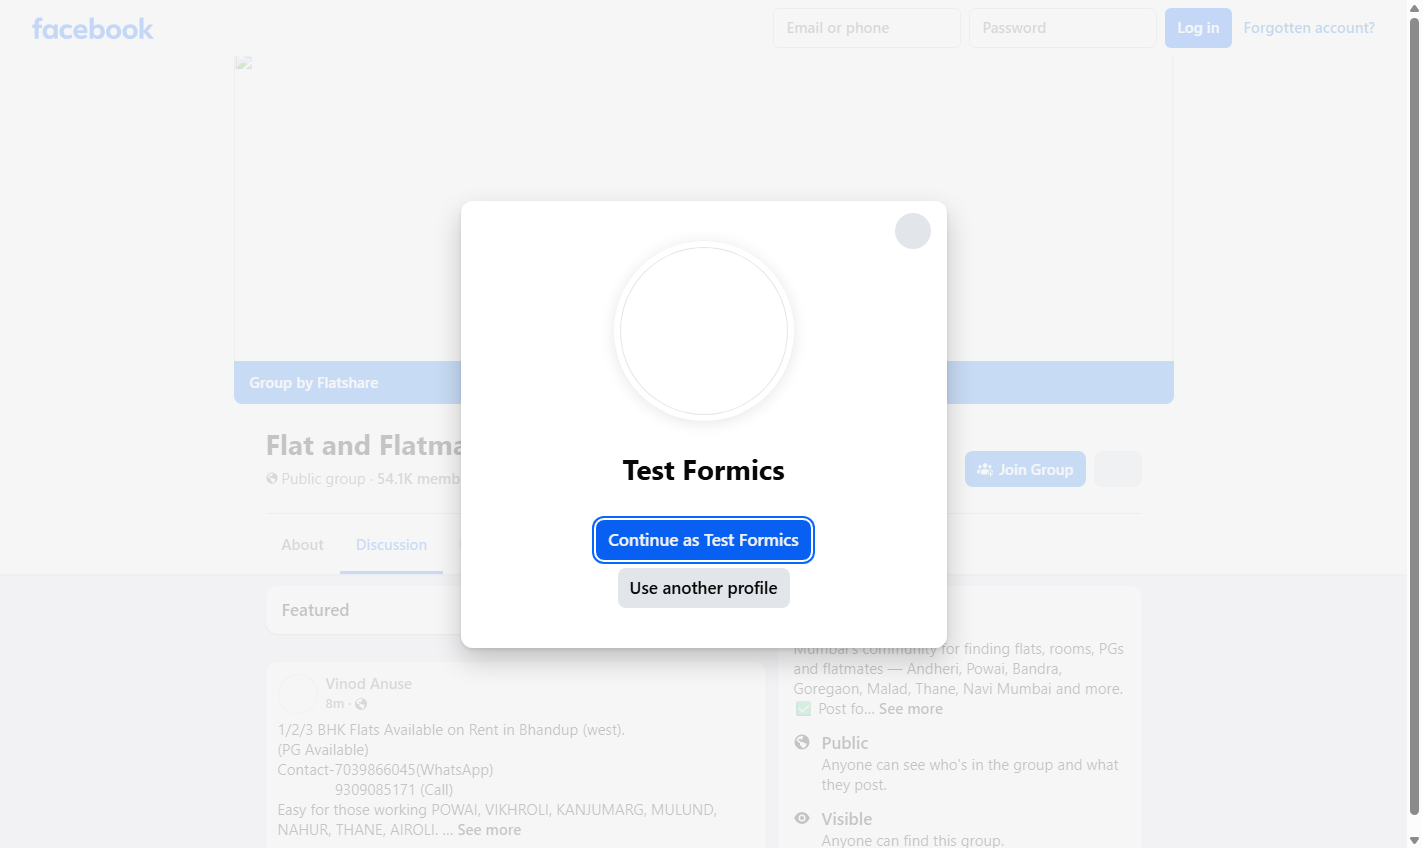 facebook
Email or phone
Password
Log in
Forgotten account?
Group by Flatshare
Flat and Flatma
Public group · 54.1K memb
Join Group
About
Discussion
Test Formics
Continue as Test Formics
Use another profile
Featured
Vinod Anuse
8m ·
1/2/3 BHK Flats Available on Rent in Bhandup (west).
(PG Available)
Contact-7039866045(WhatsApp)
9309085171 (Call)
Easy for those working POWAI, VIKHROLI, KANJUMARG, MULUND,
NAHUR, THANE, AIROLI. ... See more
Mumbai's community for finding flats, rooms, PGs
and flatmates — Andheri, Powai, Bandra,
Goregaon, Malad, Thane, Navi Mumbai and more.
✅ Post fo... See more
Public
Anyone can see who's in the group and what
they post.
Visible
Anyone can find this group.